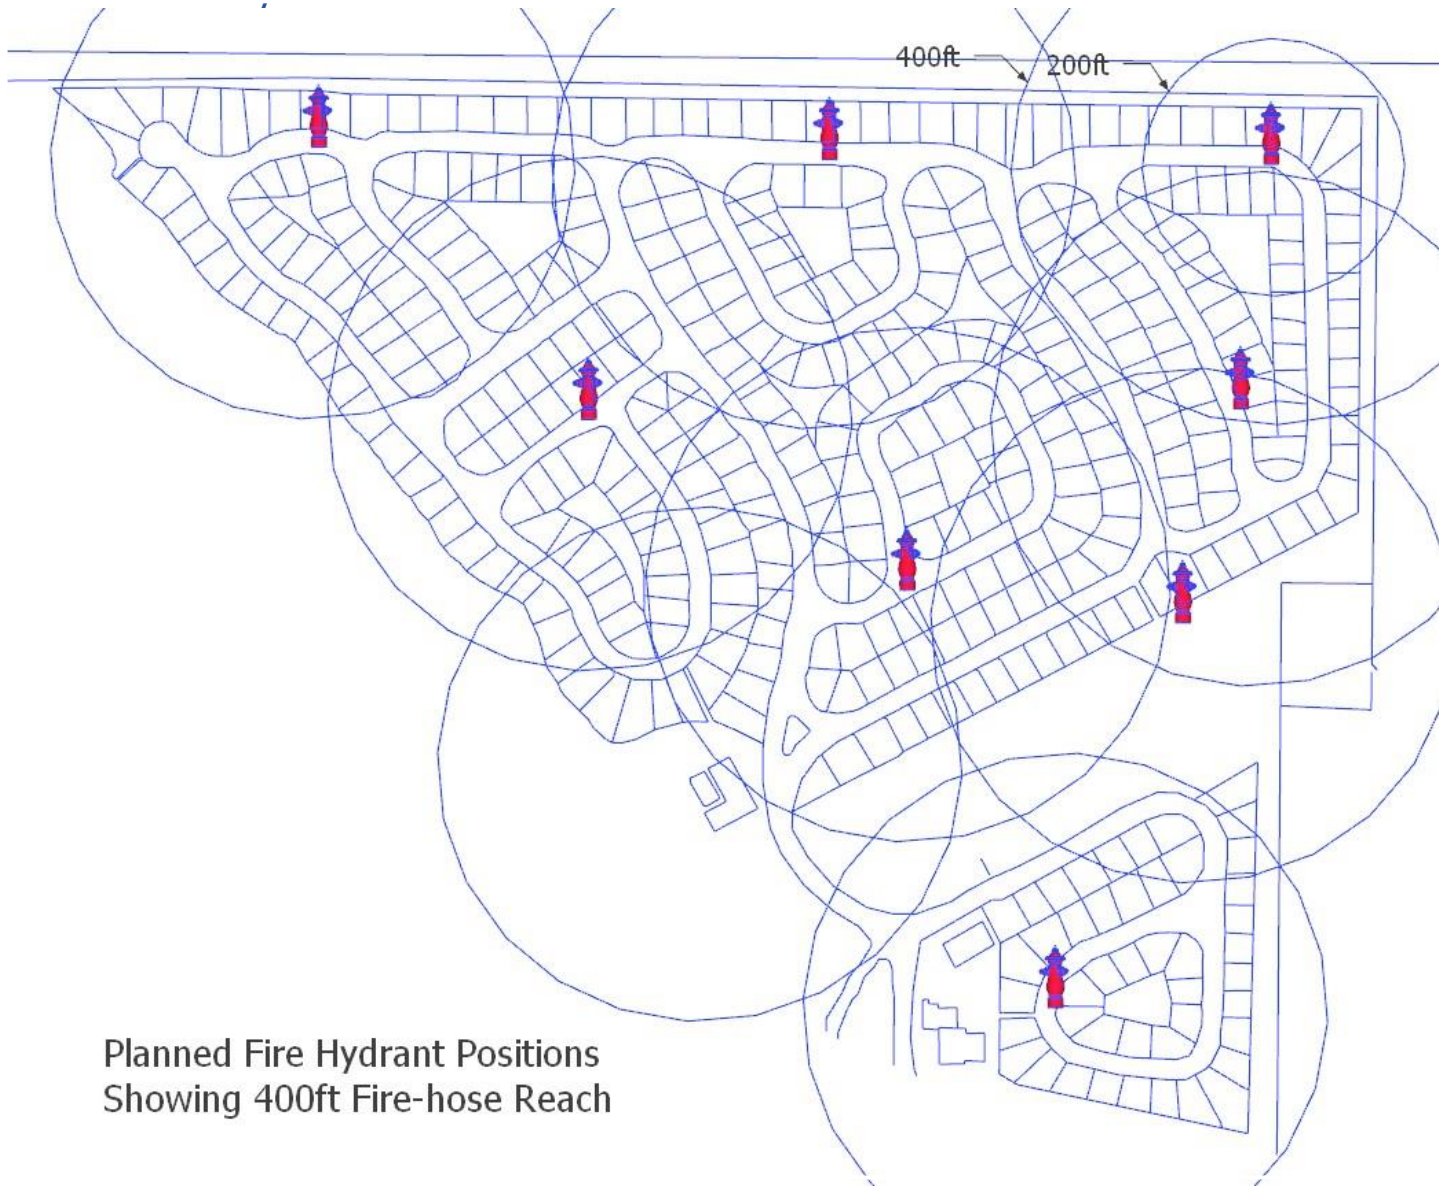 400ft
200ft
Planned Fire Hydrant Positions
Showing 400ft Fire-hose Reach